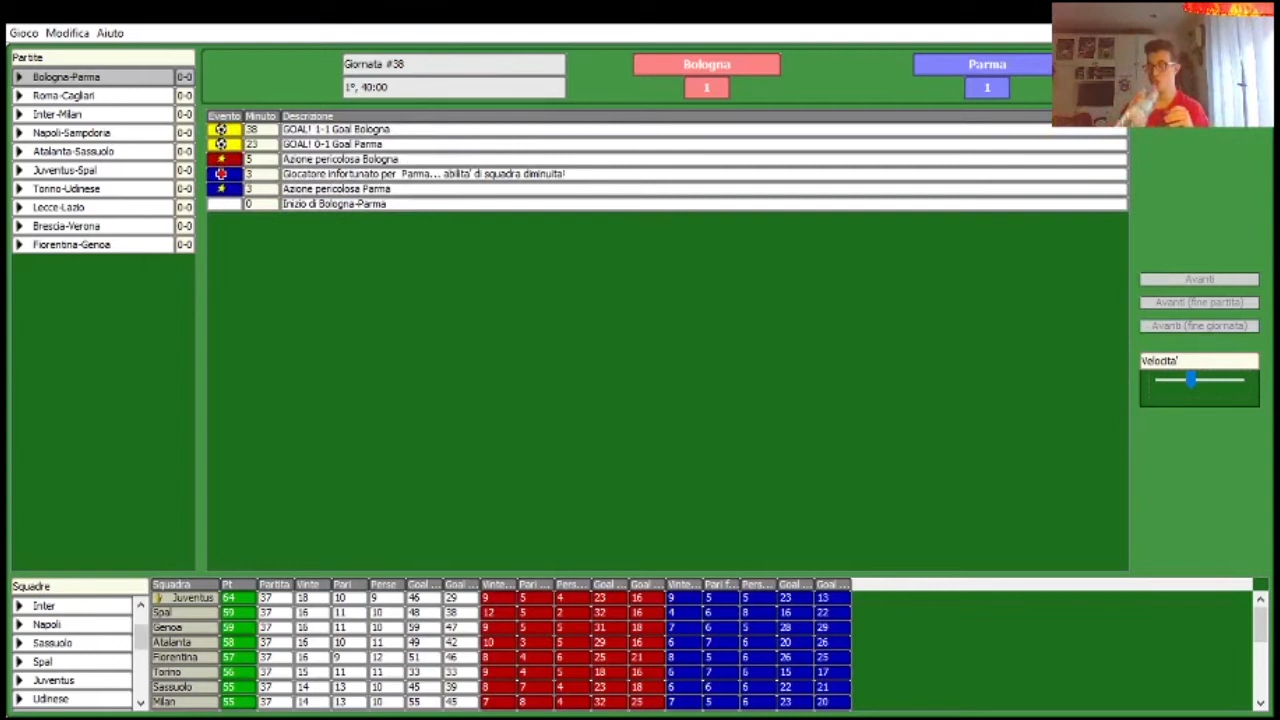 Gioco Modifica Aiuto
Partite
Bologna-Parma 0-0
Roma-Cagliari 0-0
Inter-Milan 0-0
Napoli-Sampdoria 0-0
Atalanta-Sassuolo 0-0
Juventus-Spal 0-0
Torino-Udinese 0-0
Lecce-Lazio 0-0
Brescia-Verona 0-0
Fiorentina-Genoa 0-0
Giornata #38
1°, 40:00
Bologna
1
Parma
1
Evento Minuto Descrizione
38 GOAL! 1-1 Goal Bologna
23 GOAL! 0-1 Goal Parma
5 Azione pericolosa Bologna
3 Giocatore infortunato per Parma... abilita' di squadra diminuita!
3 Azione pericolosa Parma
0 Inizio di Bologna-Parma
Avanti
Avanti (fine partita)
Avanti (fine giornata)
Velocita'
Squadre
Inter
Napoli
Sassuolo
Spal
Juventus
Udinese
Squadra Pt Partita Vinte Pari Perse Goal ... Goal ... Vinte... Pari ... Pers... Goal ... Goal ... Vinte... Pari f... Pers... Goal ... Goal ...
Juventus 64 37 18 10 9 46 29 9 5 4 23 16 9 5 5 23 13
Spal 59 37 16 11 10 48 38 12 5 2 32 16 4 6 8 16 22
Genoa 59 37 16 11 10 59 47 9 5 5 31 18 7 6 5 28 29
Atalanta 58 37 16 10 11 49 42 10 3 5 29 16 6 7 6 20 26
Fiorentina 57 37 16 9 12 51 46 8 4 6 25 21 8 5 6 26 25
Torino 56 37 15 11 11 33 33 9 4 5 18 16 6 7 6 15 17
Sassuolo 55 37 14 13 10 45 39 8 7 4 23 18 6 6 6 22 21
Milan 55 37 14 13 10 55 45 7 8 4 32 25 7 5 6 23 20